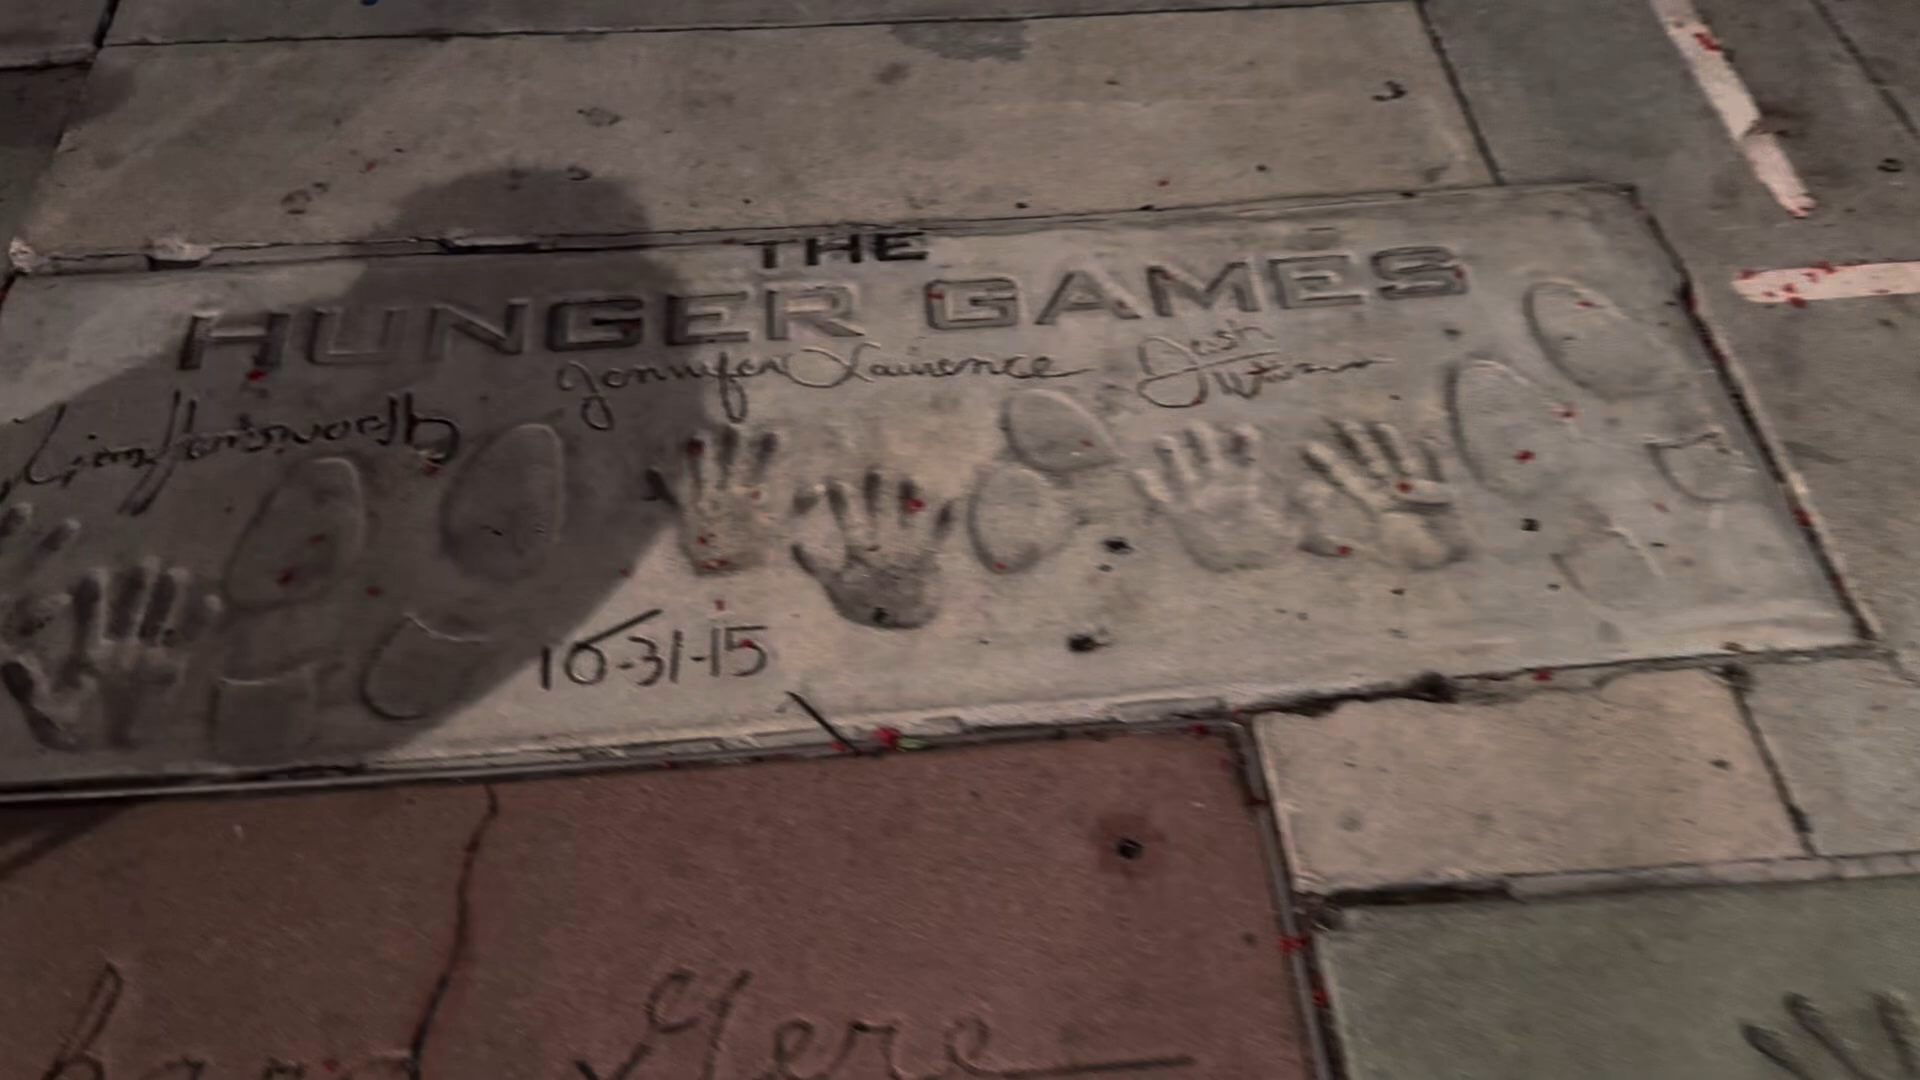 THE
HUNGER GAMES
Liam Hemsworth
Jennifer Lawrence
Josh
10-31-15
Gere